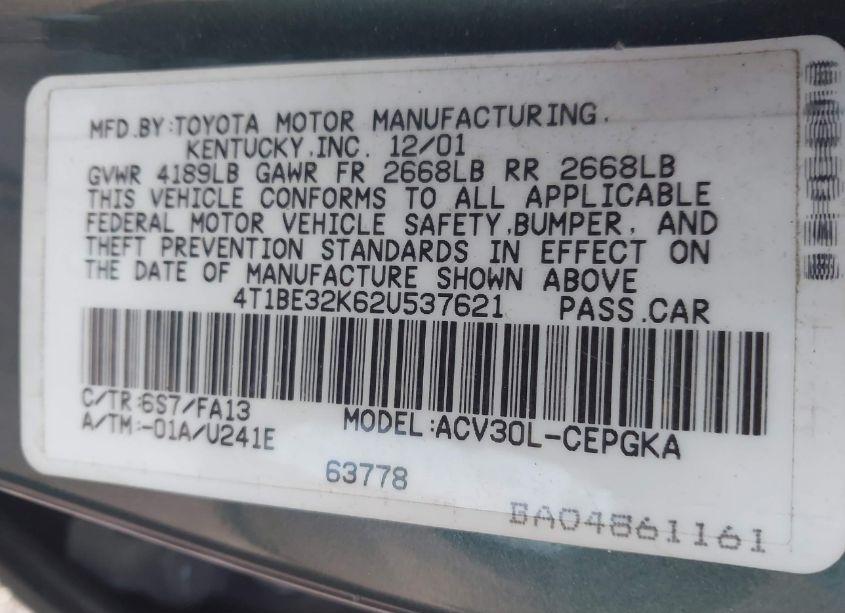 MFD.BY:TOYOTA MOTOR MANUFACTURING.
KENTUCKY,INC. 12/01
GVWR 4189LB GAWR FR 2668LB RR 2668LB
THIS VEHICLE CONFORMS TO ALL APPLICABLE
FEDERAL MOTOR VEHICLE SAFETY,BUMPER, AND
THEFT PREVENTION STANDARDS IN EFFECT ON
THE DATE OF MANUFACTURE SHOWN ABOVE
4T1BE32K62U537621 PASS.CAR
C/TR:6S7/FA13
A/TM:-01A/U241E
MODEL:ACV30L-CEPGKA
63778
BA04861161